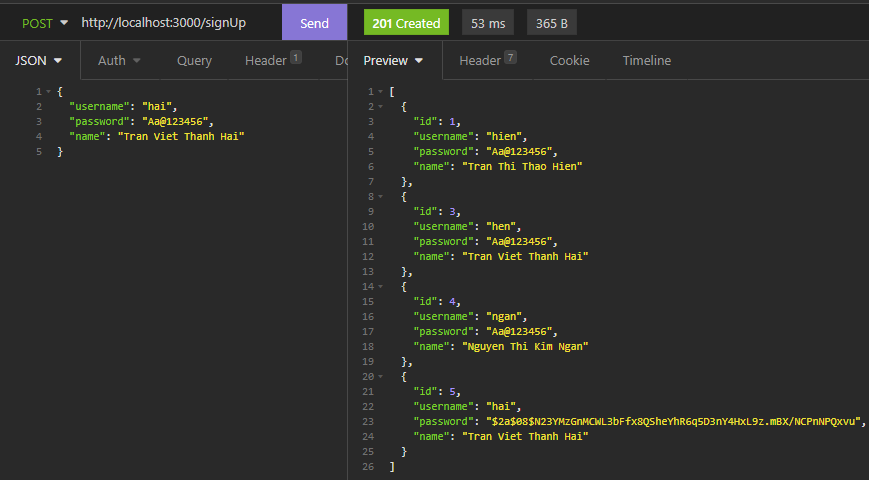 POST http://localhost:3000/signUp Send 201 Created 53 ms 365 B
JSON Auth Query Header 1 Do Preview Header 7 Cookie Timeline
1 {
2 "username": "hai",
3 "password": "Aa@123456",
4 "name": "Tran Viet Thanh Hai"
5 }
1 [
2 {
3 "id": 1,
4 "username": "hien",
5 "password": "Aa@123456",
6 "name": "Tran Thi Thao Hien"
7 },
8 {
9 "id": 3,
10 "username": "hen",
11 "password": "Aa@123456",
12 "name": "Tran Viet Thanh Hai"
13 },
14 {
15 "id": 4,
16 "username": "ngan",
17 "password": "Aa@123456",
18 "name": "Nguyen Thi Kim Ngan"
19 },
20 {
21 "id": 5,
22 "username": "hai",
23 "password": "$2a$08$N23YMzGnMCWL3bFfx8QSheYhR6q5D3nY4HxL9z.mBX/NCPnNPQxvu",
24 "name": "Tran Viet Thanh Hai"
25 }
26 ]